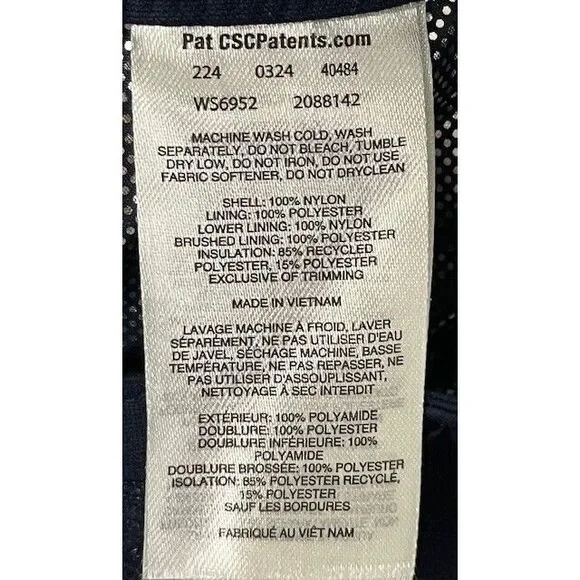 Pat CSCPatents.com
224 0324 40484
WS6952 2088142
MACHINE WASH COLD, WASH
SEPARATELY, DO NOT BLEACH, TUMBLE
DRY LOW, DO NOT IRON, DO NOT USE
FABRIC SOFTENER, DO NOT DRYCLEAN
SHELL: 100% NYLON
LINING: 100% POLYESTER
LOWER LINING: 100% NYLON
BRUSHED LINING: 100% POLYESTER
INSULATION: 85% RECYCLED
POLYESTER, 15% POLYESTER
EXCLUSIVE OF TRIMMING
MADE IN VIETNAM
LAVAGE MACHINE À FROID, LAVER
SÉPARÉMENT, NE PAS UTILISER D'EAU
DE JAVEL, SÉCHAGE MACHINE, BASSE
TEMPÉRATURE, NE PAS REPASSER, NE
PAS UTILISER D'ASSOUPLISSANT,
NETTOYAGE À SEC INTERDIT
EXTÉRIEUR: 100% POLYAMIDE
DOUBLURE: 100% POLYESTER
DOUBLURE INFÉRIEURE: 100%
POLYAMIDE
DOUBLURE BROSSÉE: 100% POLYESTER
ISOLATION: 85% POLYESTER RECYCLÉ,
15% POLYESTER
SAUF LES BORDURES
FABRIQUÉ AU VIÊT NAM